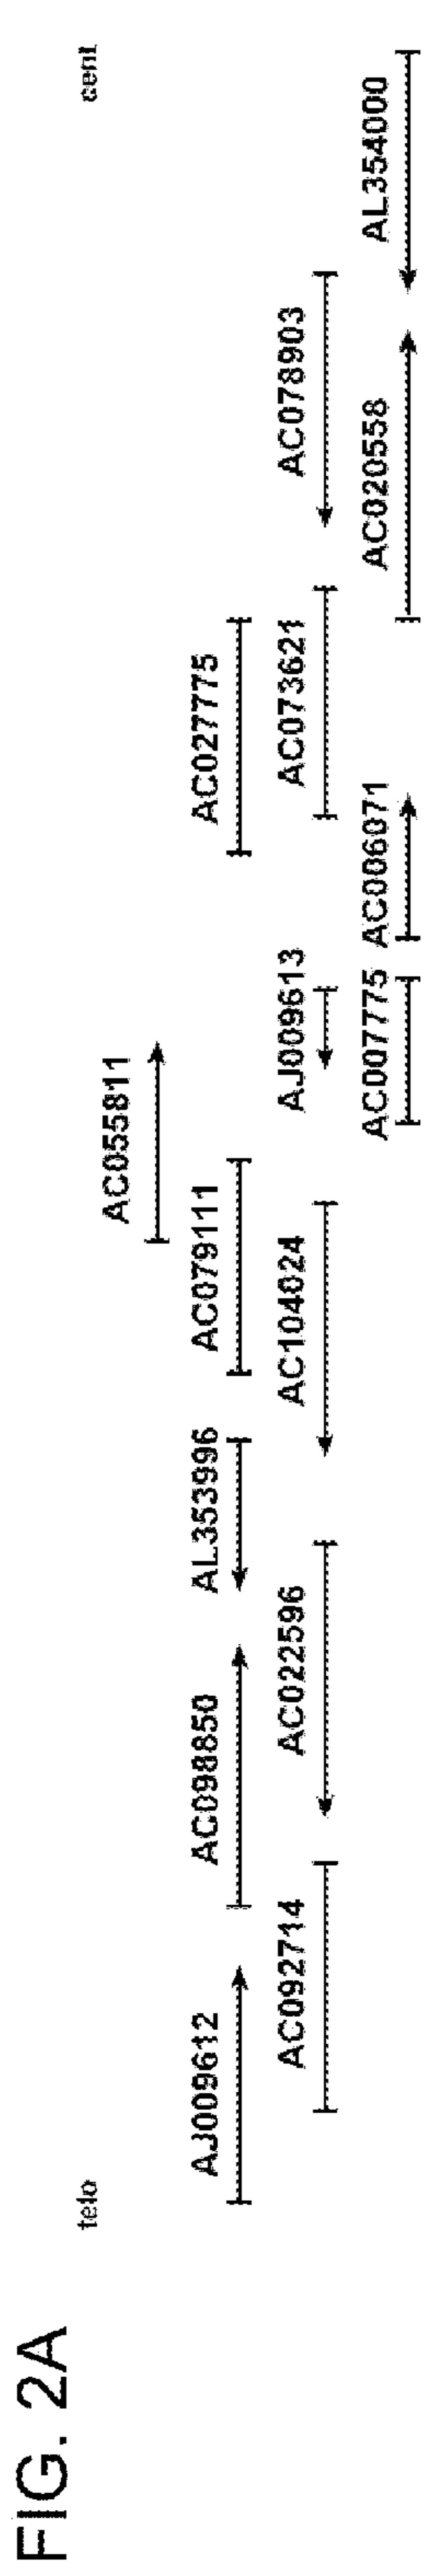 FIG. 2A
telo cent
AC055811
AJ009612 AC098850 AL353996 AC079111 AC027775
AC092714 AC022596 AC104024 AJ009613 AC073621 AC078903
AC007775 AC006071 AC020558 AL354000